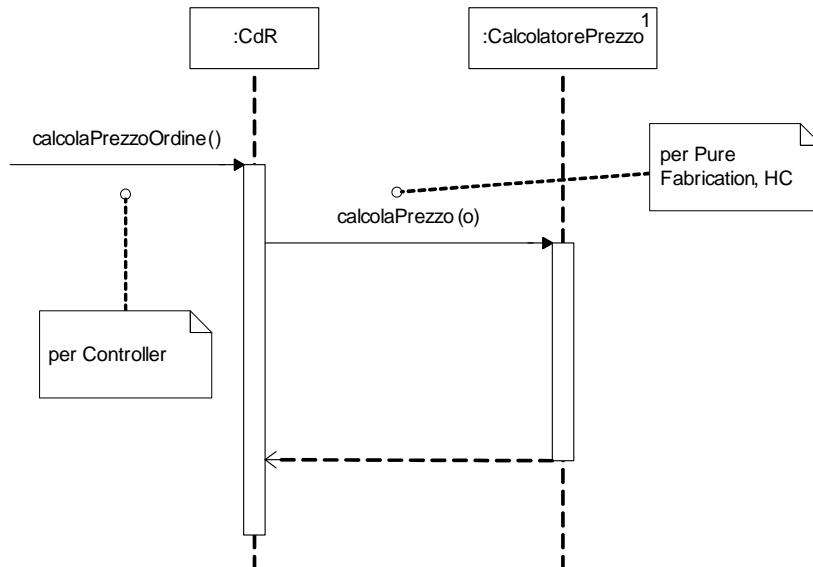 :CdR
:CalcolatorePrezzo
1
calcolaPrezzoOrdine()
per Pure
Fabrication, HC
calcolaPrezzo (o)
per Controller